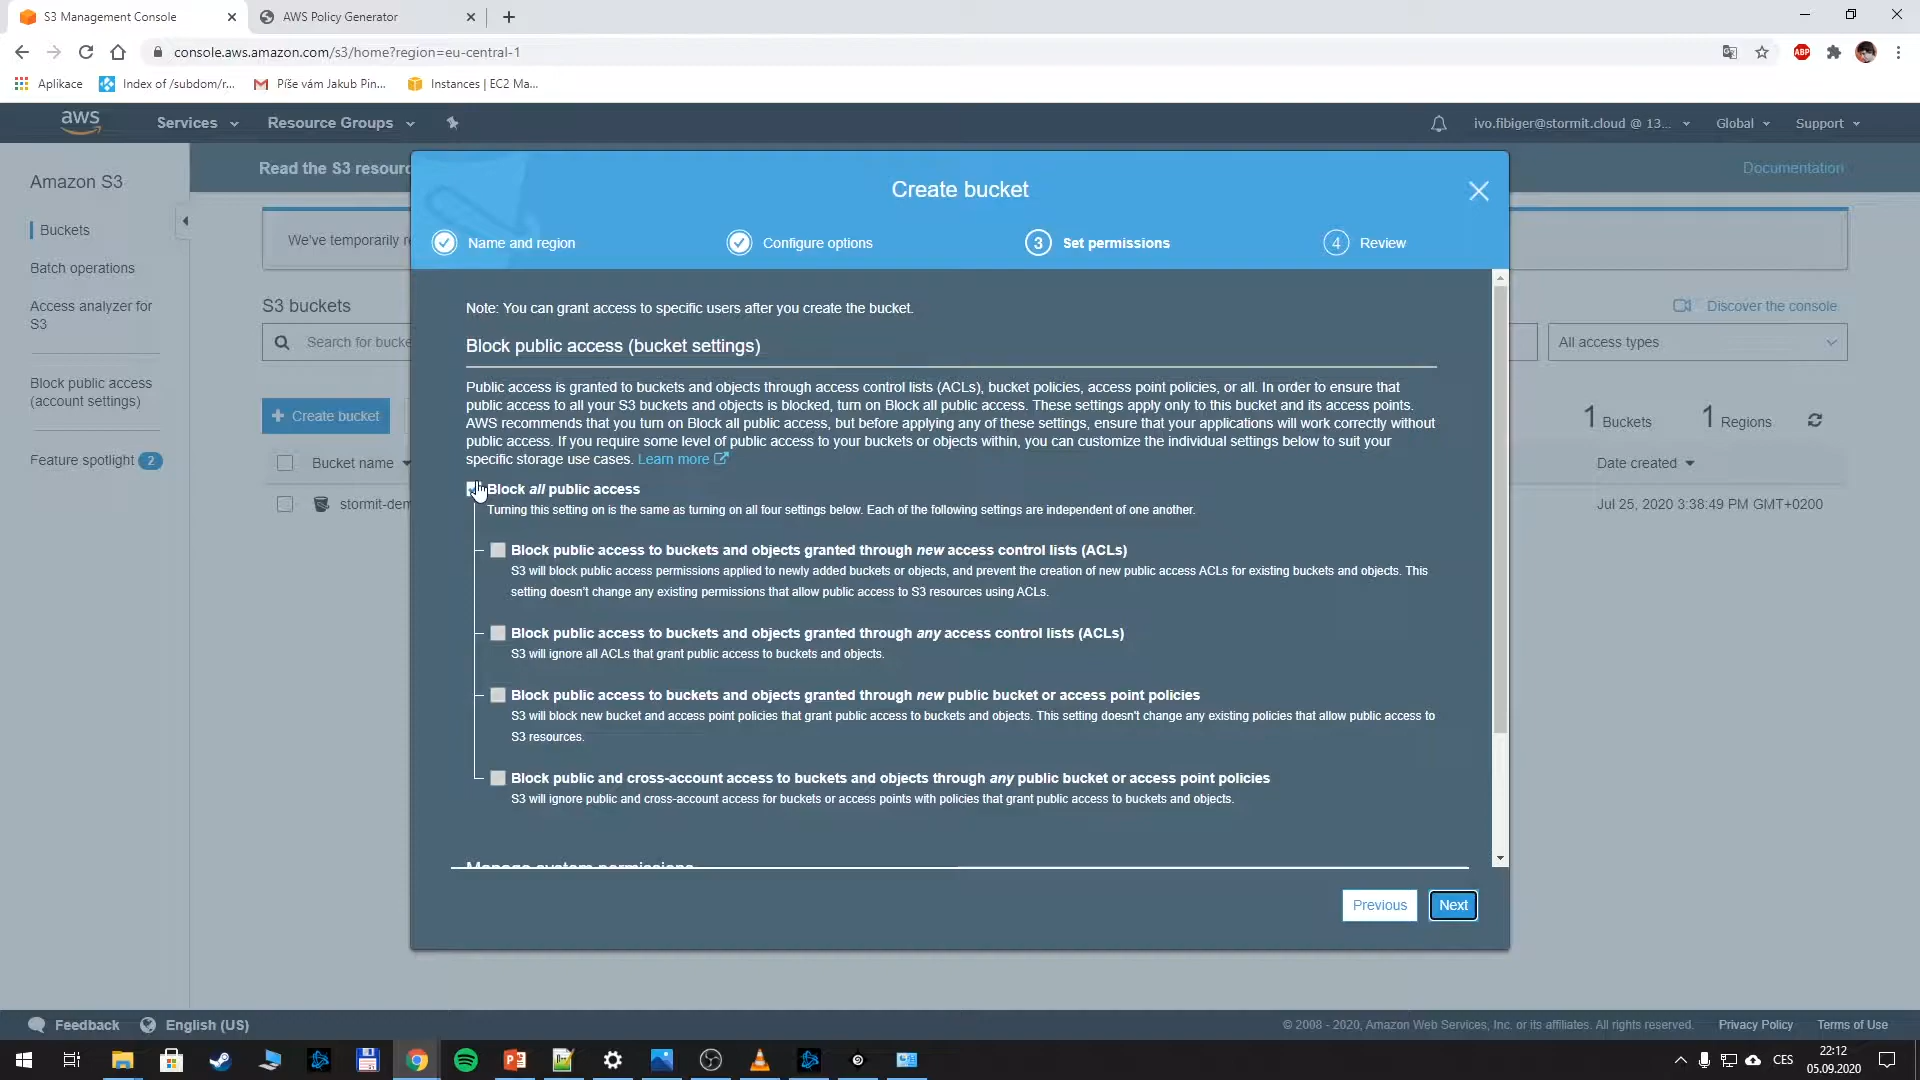 S3 Management Console
AWS Policy Generator
console.aws.amazon.com/s3/home?region=eu-central-1
ABP
Aplikace
Index of /subdom/r...
Píše vám Jakub Pin...
Instances | EC2 Ma...
aws
Services
Resource Groups
ivo.fibiger@stormit.cloud @ 13...
Global
Support
Amazon S3
Buckets
Batch operations
Access analyzer for
S3
Block public access
(account settings)
Feature spotlight 2
Read the S3 resourc
Documentation
We've temporarily r
S3 buckets
Discover the console
Search for bucke
All access types
Create bucket
1 Buckets
1 Regions
Bucket name
Date created
stormit-dem
Jul 25, 2020 3:38:49 PM GMT+0200
Create bucket
Name and region
Configure options
3 Set permissions
4 Review
Note: You can grant access to specific users after you create the bucket.
Block public access (bucket settings)
Public access is granted to buckets and objects through access control lists (ACLs), bucket policies, access point policies, or all. In order to ensure that
public access to all your S3 buckets and objects is blocked, turn on Block all public access. These settings apply only to this bucket and its access points.
AWS recommends that you turn on Block all public access, but before applying any of these settings, ensure that your applications will work correctly without
public access. If you require some level of public access to your buckets or objects within, you can customize the individual settings below to suit your
specific storage use cases. Learn more
Block all public access
Turning this setting on is the same as turning on all four settings below. Each of the following settings are independent of one another.
Block public access to buckets and objects granted through new access control lists (ACLs)
S3 will block public access permissions applied to newly added buckets or objects, and prevent the creation of new public access ACLs for existing buckets and objects. This
setting doesn't change any existing permissions that allow public access to S3 resources using ACLs.
Block public access to buckets and objects granted through any access control lists (ACLs)
S3 will ignore all ACLs that grant public access to buckets and objects.
Block public access to buckets and objects granted through new public bucket or access point policies
S3 will block new bucket and access point policies that grant public access to buckets and objects. This setting doesn't change any existing policies that allow public access to
S3 resources.
Block public and cross-account access to buckets and objects through any public bucket or access point policies
S3 will ignore public and cross-account access for buckets or access points with policies that grant public access to buckets and objects.
Manage custom permissions
Previous
Next
Feedback
English (US)
© 2008 - 2020, Amazon Web Services, Inc. or its affiliates. All rights reserved.
Privacy Policy
Terms of Use
CES
22:12
05.09.2020